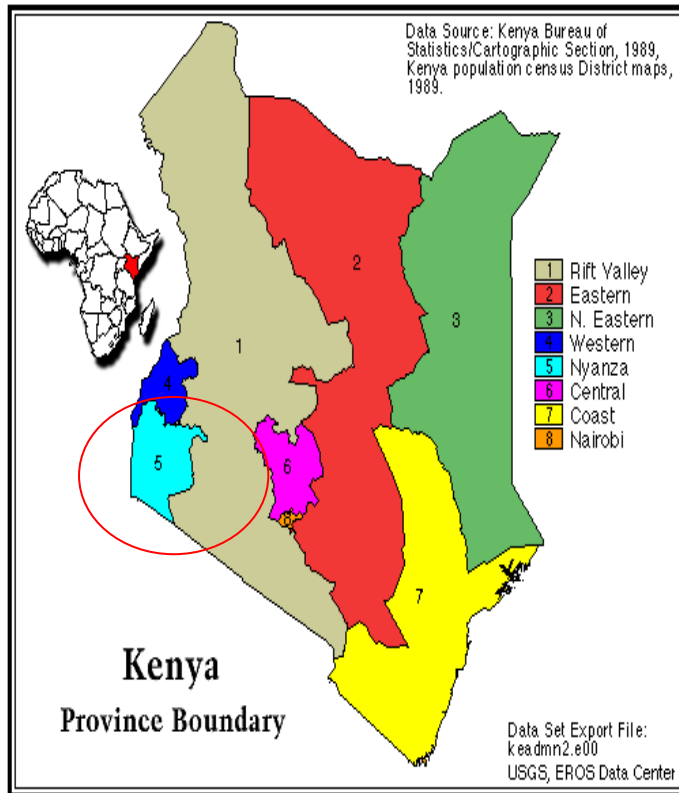 Data Source: Kenya Bureau of
Statistics/Cartographic Section, 1989,
Kenya population census District maps,
1989.
2
1
3
1 Rift Valley
2 Eastern
3 N. Eastern
4 Western
5 Nyanza
6 Central
7 Coast
8 Nairobi
4
5
6
8
7
Kenya
Province Boundary
Data Set Export File:
keadmn2.e00
USGS, EROS Data Center